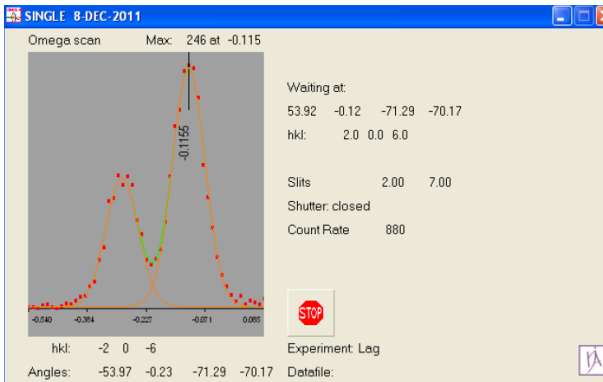 SINGLE 8-DEC-2011
Omega scan Max: 246 at -0.115
-0.1155
-0.540 -0.384 -0.227 -0.071 0.085
hkl: -2 0 -6
Angles: -53.97 -0.23 -71.29 -70.17
Waiting at:
53.92 -0.12 -71.29 -70.17
hkl: 2.0 0.0 6.0
Slits 2.00 7.00
Shutter: closed
Count Rate 880
STOP
Experiment: Lag
Datafile: